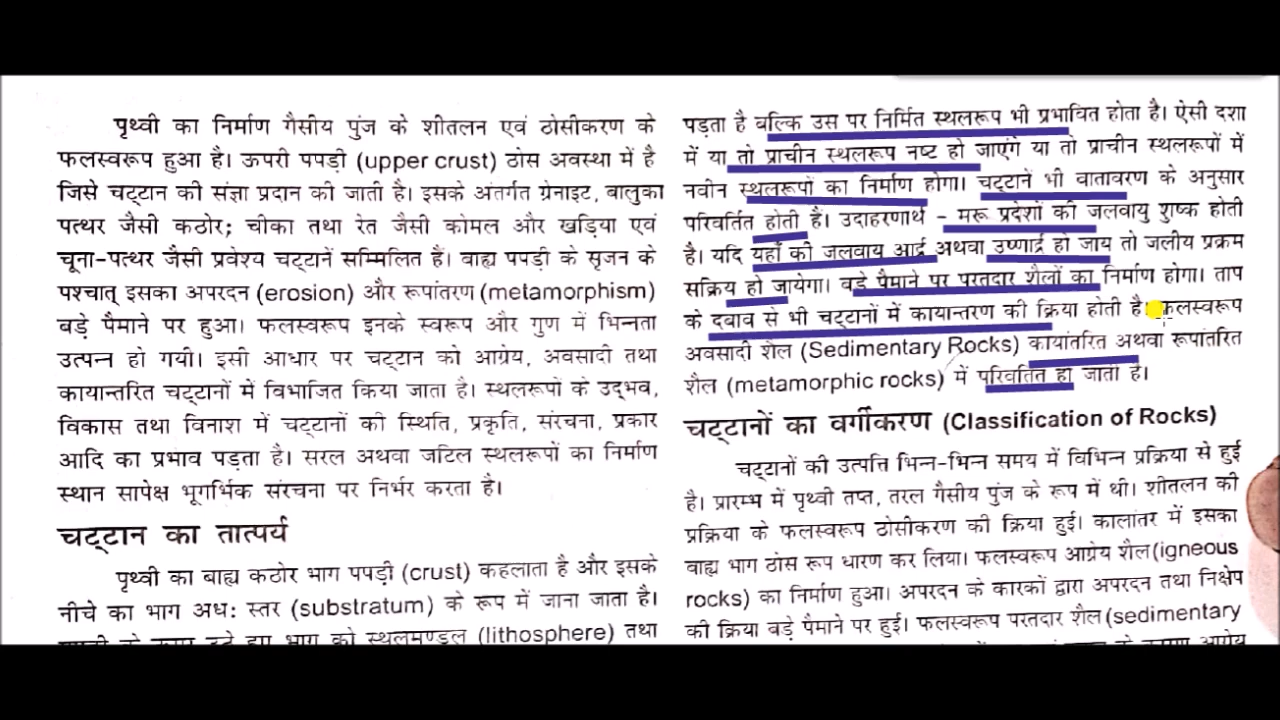 पृथ्वी का निर्माण गैसीय पुंज के शीतलन एवं ठोसीकरण के
फलस्वरूप हुआ है। ऊपरी पपड़ी (upper crust) ठोस अवस्था में है
जिसे चट्टान की संज्ञा प्रदान की जाती है। इसके अंतर्गत ग्रेनाइट, बालुका
पत्थर जैसी कठोर; चीका तथा रेत जैसी कोमल और खड़िया एवं
चूना-पत्थर जैसी प्रवेश्य चट्टानें सम्मिलित हैं। बाह्य पपड़ी के सृजन के
पश्चात् इसका अपरदन (erosion) और रूपांतरण (metamorphism)
बड़े पैमाने पर हुआ। फलस्वरूप इनके स्वरूप और गुण में भिन्नता
उत्पन्न हो गयी। इसी आधार पर चट्टान को आग्नेय, अवसादी तथा
कायान्तरित चट्टानों में विभाजित किया जाता है। स्थलरूपों के उद्भव,
विकास तथा विनाश में चट्टानों की स्थिति, प्रकृति, संरचना, प्रकार
आदि का प्रभाव पड़ता है। सरल अथवा जटिल स्थलरूपों का निर्माण
स्थान सापेक्ष भूगर्भिक संरचना पर निर्भर करता है।
चट्टान का तात्पर्य
पृथ्वी का बाह्य कठोर भाग पपड़ी (crust) कहलाता है और इसके
नीचे का भाग अध: स्तर (substratum) के रूप में जाना जाता है।
भाग को स्थलमण्डल (lithosphere) तथा
पड़ता है बल्कि उस पर निर्मित स्थलरूप भी प्रभावित होता है। ऐसी दशा
में या तो प्राचीन स्थलरूप नष्ट हो जाएंगे या तो प्राचीन स्थलरूपों में
नवीन स्थलरूपों का निर्माण होगा। चट्टानें भी वातावरण के अनुसार
परिवर्तित होती हैं। उदाहरणार्थ - मरू प्रदेशों की जलवायु शुष्क होती
है। यदि यहाँ की जलवायु आर्द्र अथवा उष्णार्द्र हो जाय तो जलीय प्रक्रम
सक्रिय हो जायेगा। बड़े पैमाने पर परतदार शैलों का निर्माण होगा। ताप
के दबाव से भी चट्टानों में कायान्तरण की क्रिया होती है। फलस्वरूप
अवसादी शैल (Sedimentary Rocks) कायांतरित अथवा रूपांतरित
शैल (metamorphic rocks) में परिवर्तित हो जाता है।
चट्टानों का वर्गीकरण (Classification of Rocks)
चट्टानों की उत्पत्ति भिन्न-भिन्न समय में विभिन्न प्रक्रिया से हुई
है। प्रारम्भ में पृथ्वी तप्त, तरल गैसीय पुंज के रूप में थी। शीतलन की
प्रक्रिया के फलस्वरूप ठोसीकरण की क्रिया हुई। कालांतर में इसका
बाह्य भाग ठोस रूप धारण कर लिया। फलस्वरूप आग्नेय शैल(igneous
rocks) का निर्माण हुआ। अपरदन के कारकों द्वारा अपरदन तथा निक्षेप
की क्रिया बड़े पैमाने पर हुई। फलस्वरूप परतदार शैल(sedimentary